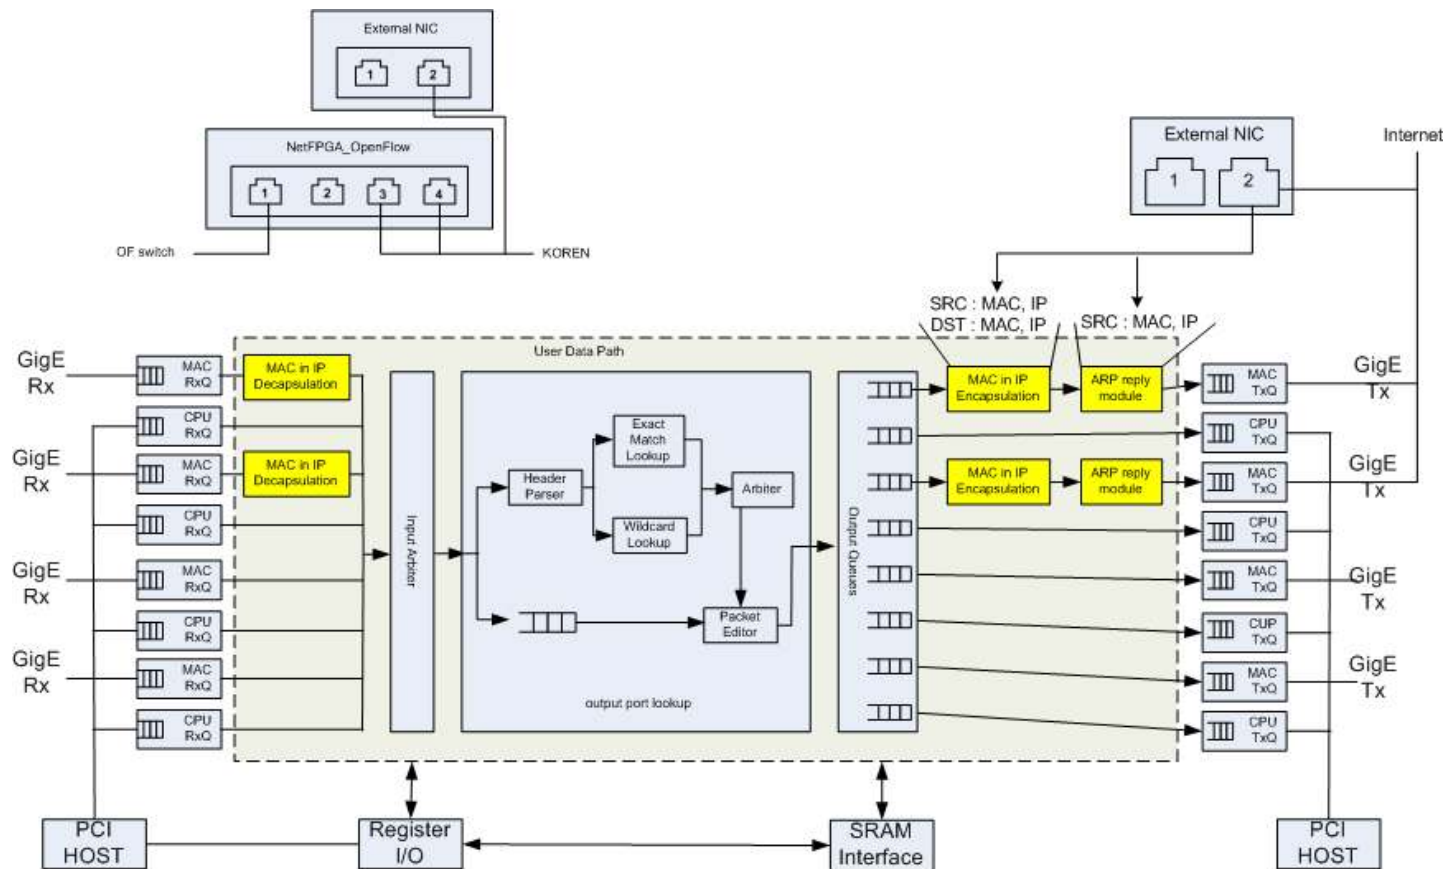 External NIC
1
2
NetFPGA_OpenFlow
1
2
3
4
OF switch
KOREN
External NIC
1
2
Internet
SRC : MAC, IP
DST : MAC, IP
SRC : MAC, IP
User Data Path
GigE
Rx
MAC
RxQ
MAC in IP
Decapsulation
CPU
RxQ
GigE
Rx
MAC
RxQ
MAC in IP
Decapsulation
CPU
RxQ
GigE
Rx
MAC
RxQ
CPU
RxQ
GigE
Rx
MAC
RxQ
CPU
RxQ
Input Arbiter
Header
Parser
Exact
Match
Lookup
Wildcard
Lookup
Arbiter
Packet
Editor
output port lookup
Output Queues
MAC in IP
Encapsulation
ARP reply
module
MAC
TxQ
GigE
Tx
CPU
TxQ
MAC in IP
Encapsulation
ARP reply
module
MAC
TxQ
GigE
Tx
CPU
TxQ
MAC
TxQ
GigE
Tx
CUP
TxQ
MAC
TxQ
GigE
Tx
CPU
TxQ
PCI
HOST
Register
I/O
SRAM
Interface
PCI
HOST